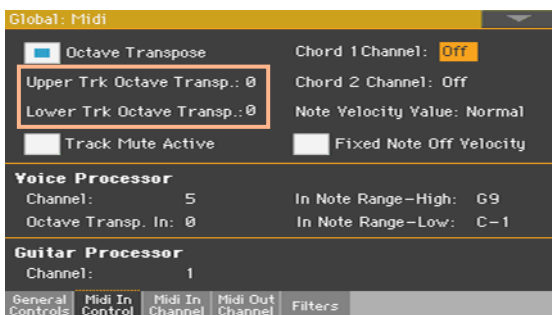 Global: Midi
Octave Transpose
Chord 1 Channel: Off
Upper Trk Octave Transp.: 0
Chord 2 Channel: Off
Lower Trk Octave Transp.: 0
Note Velocity Value: Normal
Track Mute Active
Fixed Note Off Velocity
Voice Processor
Channel: 5
In Note Range-High: G9
Octave Transp. In: 0
In Note Range-Low: C-1
Guitar Processor
Channel: 1
General Controls
Midi In Control
Midi In Channel
Midi Out Channel
Filters